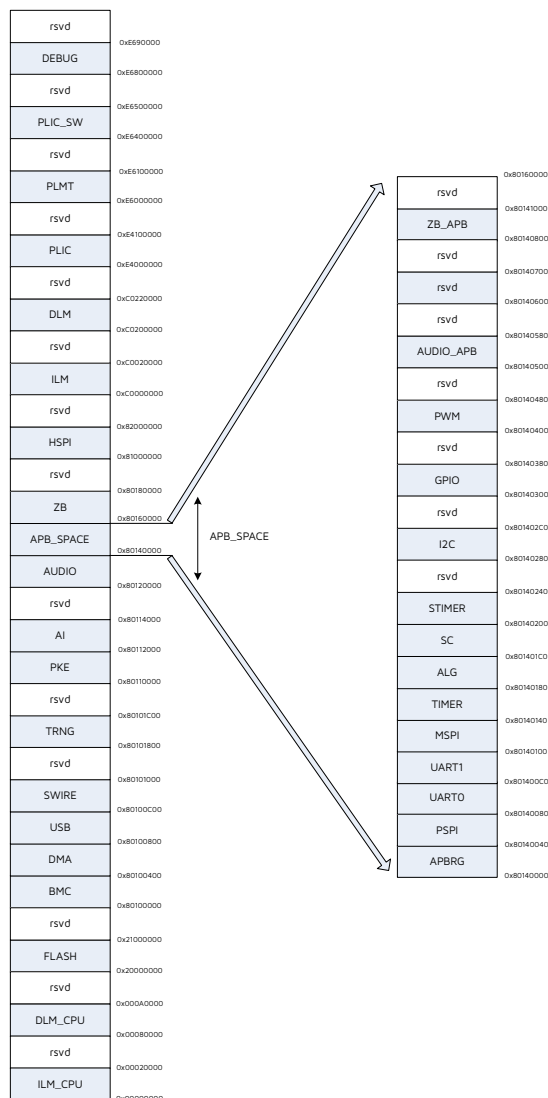 rsvd
0xE690000
DEBUG
0xE6800000
rsvd
0xE6500000
PLIC_SW
0xE6400000
rsvd
0xE6100000
PLMT
0xE6000000
rsvd
0xE4100000
PLIC
0xE4000000
rsvd
0xC0220000
DLM
0xC0200000
rsvd
0xC0020000
ILM
0xC0000000
rsvd
0x82000000
HSPI
0x81000000
rsvd
0x80180000
ZB
0x80160000
APB_SPACE
0x80140000
AUDIO
0x80120000
rsvd
0x80114000
AI
0x80112000
PKE
0x80110000
rsvd
0x80101C00
TRNG
0x80101800
rsvd
0x80101000
SWIRE
0x80100C00
USB
0x80100800
DMA
0x80100400
BMC
0x80100000
rsvd
0x21000000
FLASH
0x20000000
rsvd
0x000A0000
DLM_CPU
0x00080000
rsvd
0x00020000
ILM_CPU
APB_SPACE
0x80160000
rsvd
0x80141000
ZB_APB
0x80140800
rsvd
0x80140700
rsvd
0x80140600
rsvd
0x80140580
AUDIO_APB
0x80140500
rsvd
0x80140480
PWM
0x80140400
rsvd
0x80140380
GPIO
0x80140300
rsvd
0x801402C0
I2C
0x80140280
rsvd
0x80140240
STIMER
0x80140200
SC
0x801401C0
ALG
0x80140180
TIMER
0x80140140
MSPI
0x80140100
UART1
0x801400C0
UART0
0x80140080
PSPI
0x80140040
APBRG
0x80140000